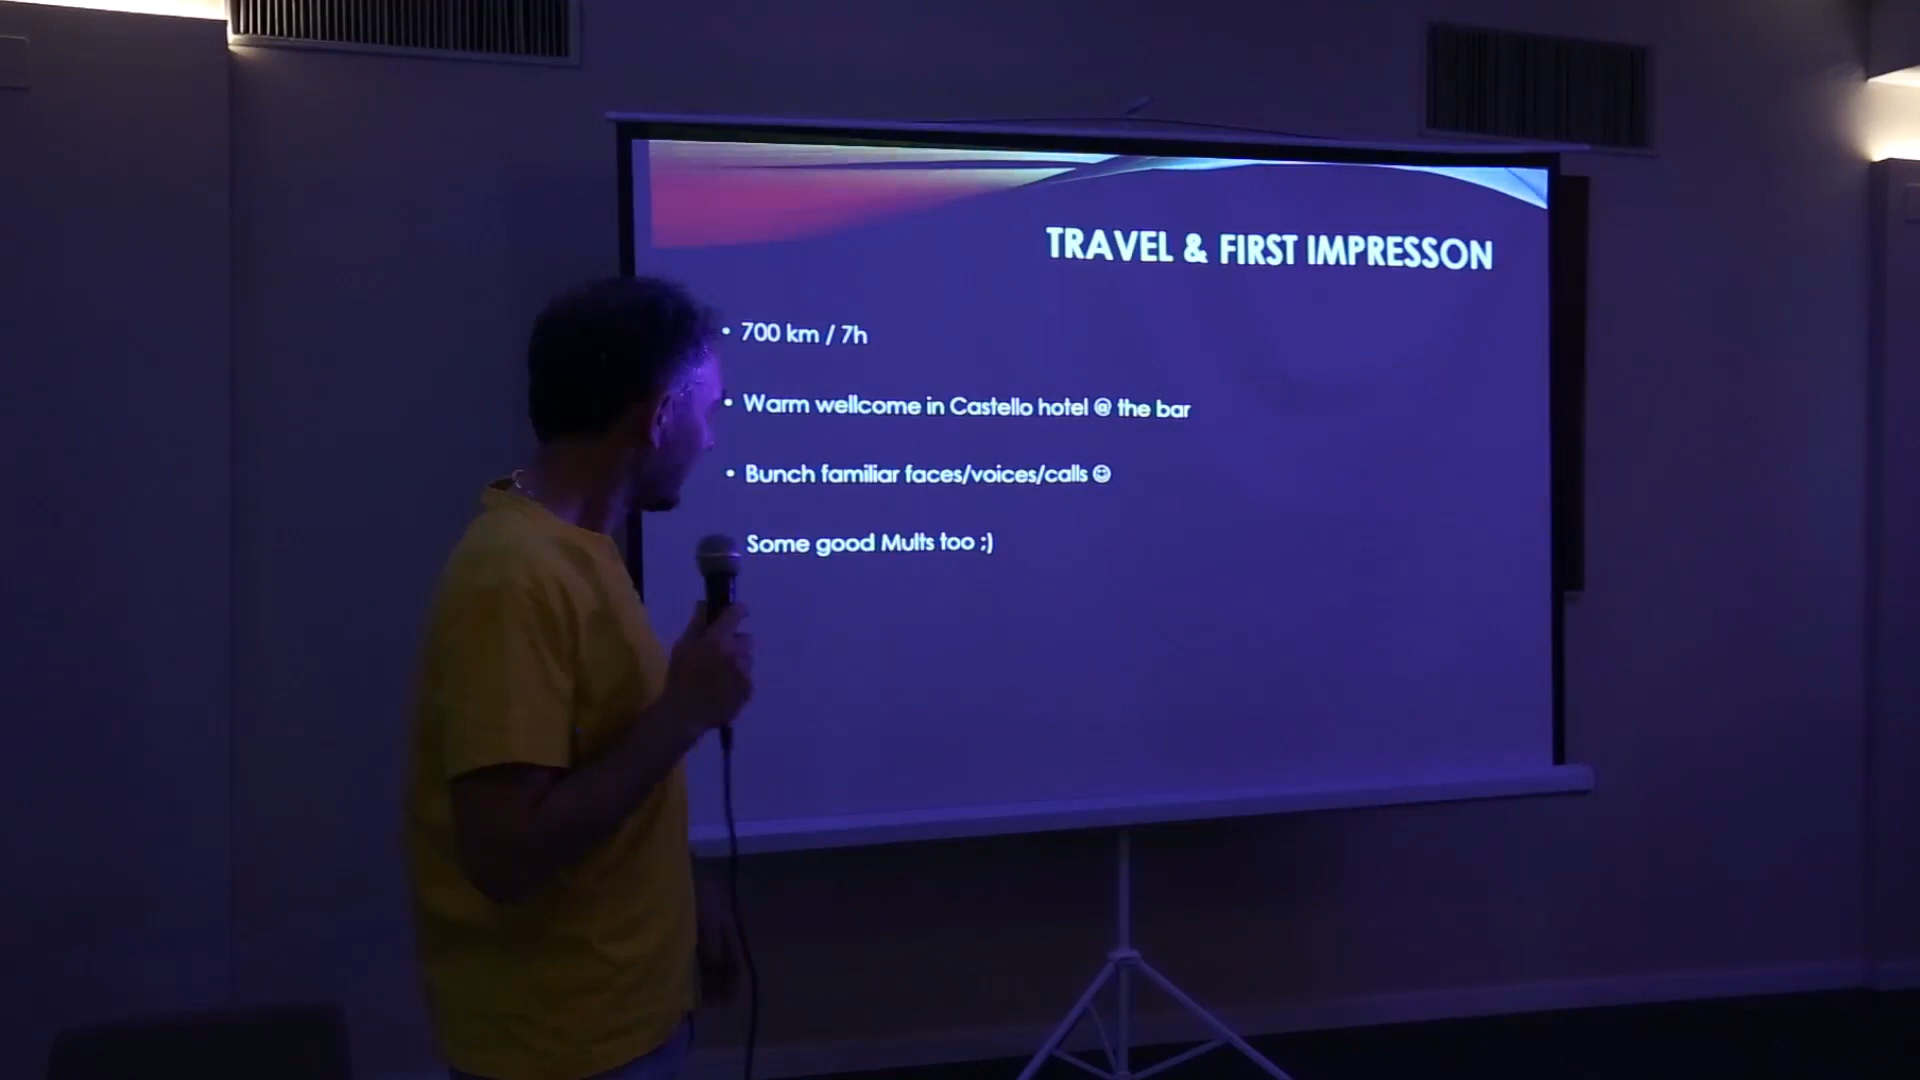 TRAVEL & FIRST IMPRESSON
• 700 km / 7h
• Warm wellcome in Castello hotel @ the bar
• Bunch familiar faces/voices/calls ☺
Some good Mults too :)